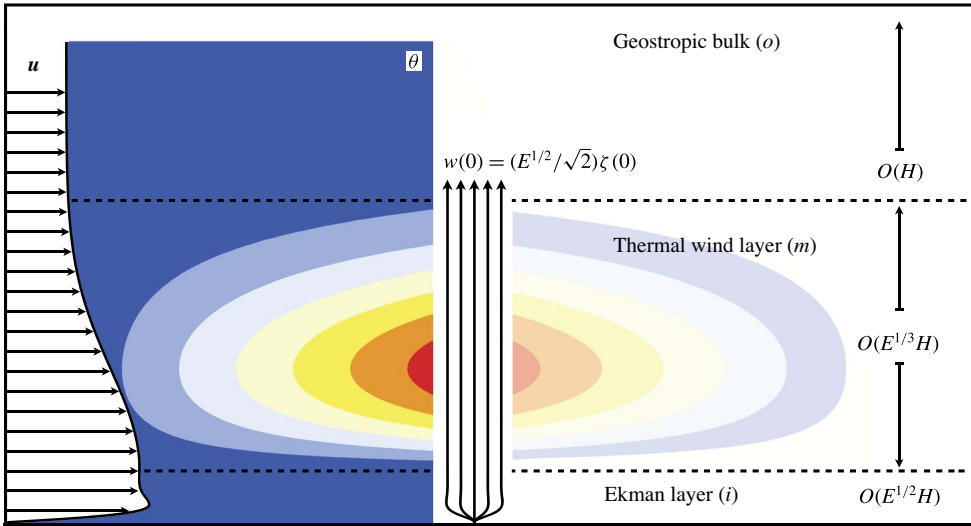 Geostropic bulk (o)
u
θ
w(0) = (E^{1/2}/√2)ζ(0)
O(H)
Thermal wind layer (m)
O(E^{1/3}H)
Ekman layer (i)
O(E^{1/2}H)